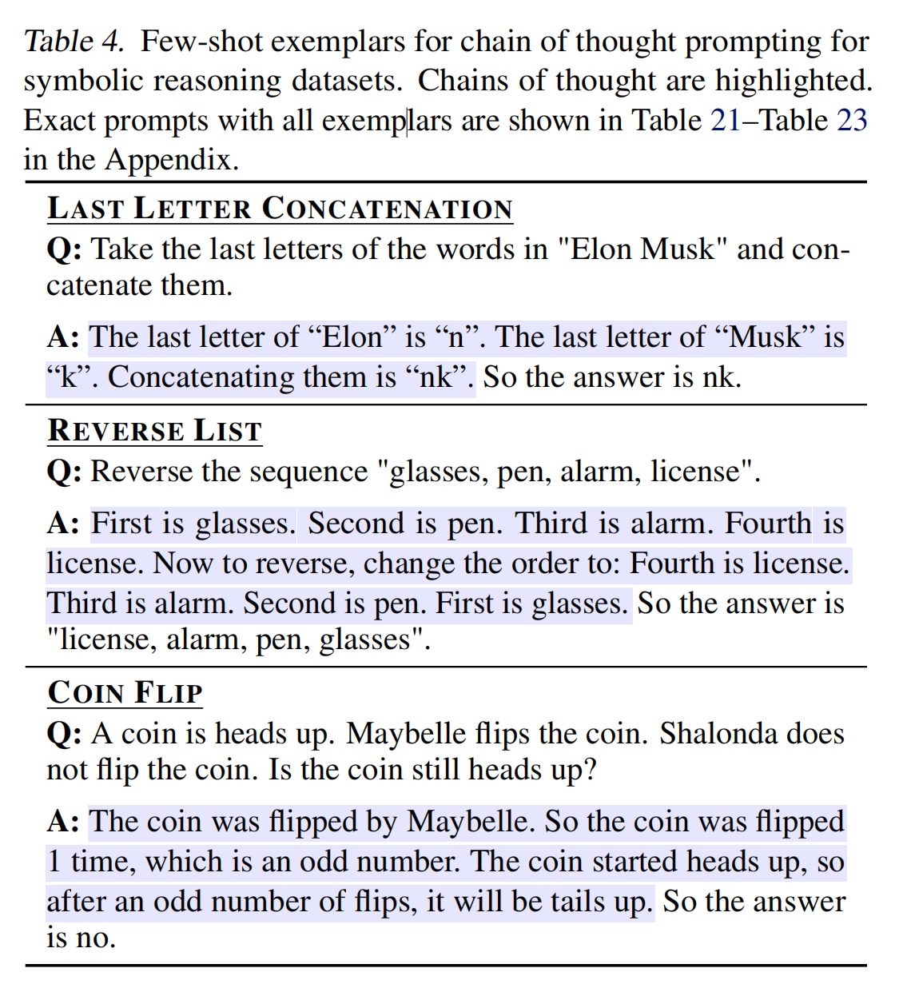 Table 4. Few-shot exemplars for chain of thought prompting for
symbolic reasoning datasets. Chains of thought are highlighted.
Exact prompts with all exemplars are shown in Table 21–Table 23
in the Appendix.
LAST LETTER CONCATENATION
Q: Take the last letters of the words in "Elon Musk" and con-
catenate them.
A: The last letter of “Elon” is “n”. The last letter of “Musk” is
“k”. Concatenating them is “nk”. So the answer is nk.
REVERSE LIST
Q: Reverse the sequence "glasses, pen, alarm, license".
A: First is glasses. Second is pen. Third is alarm. Fourth is
license. Now to reverse, change the order to: Fourth is license.
Third is alarm. Second is pen. First is glasses. So the answer is
"license, alarm, pen, glasses".
COIN FLIP
Q: A coin is heads up. Maybelle flips the coin. Shalonda does
not flip the coin. Is the coin still heads up?
A: The coin was flipped by Maybelle. So the coin was flipped
1 time, which is an odd number. The coin started heads up, so
after an odd number of flips, it will be tails up. So the answer
is no.